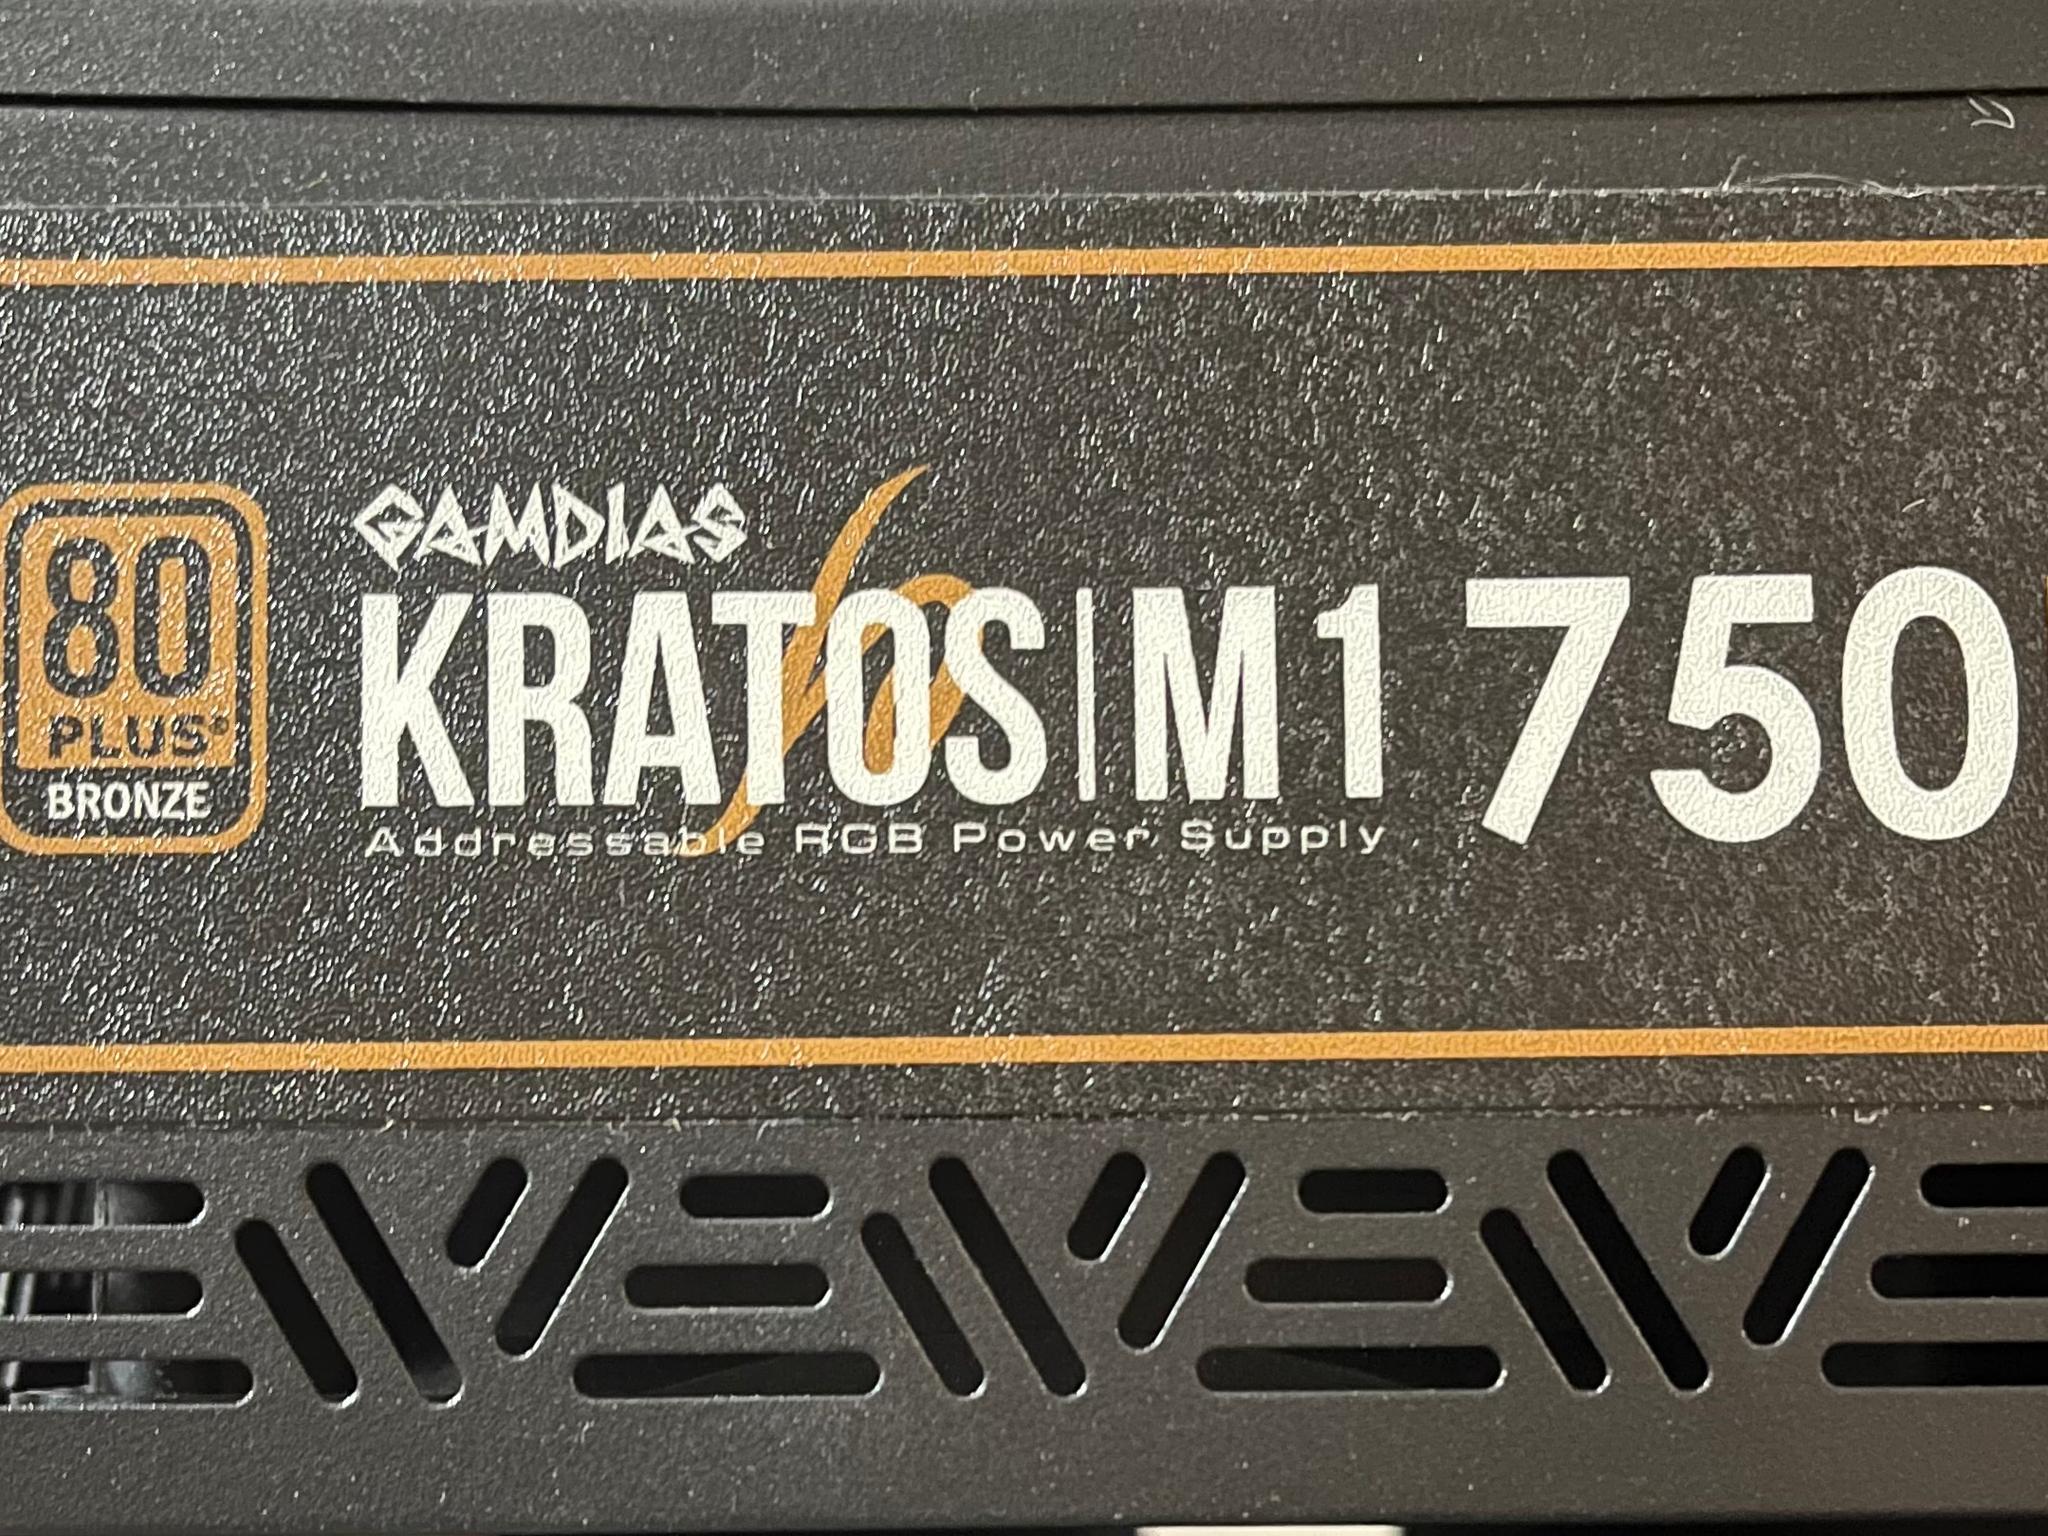 80
PLUS®
BRONZE
GAMDIAS
KRATOS|M1 750
Addressable RGB Power Supply